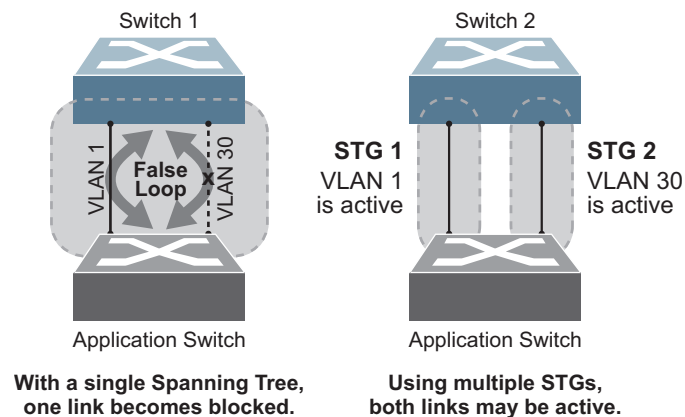 Switch 1
VLAN 1
False
Loop
x
VLAN 30
Application Switch
With a single Spanning Tree,
one link becomes blocked.
Switch 2
STG 1
VLAN 1
is active
STG 2
VLAN 30
is active
Application Switch
Using multiple STGs,
both links may be active.